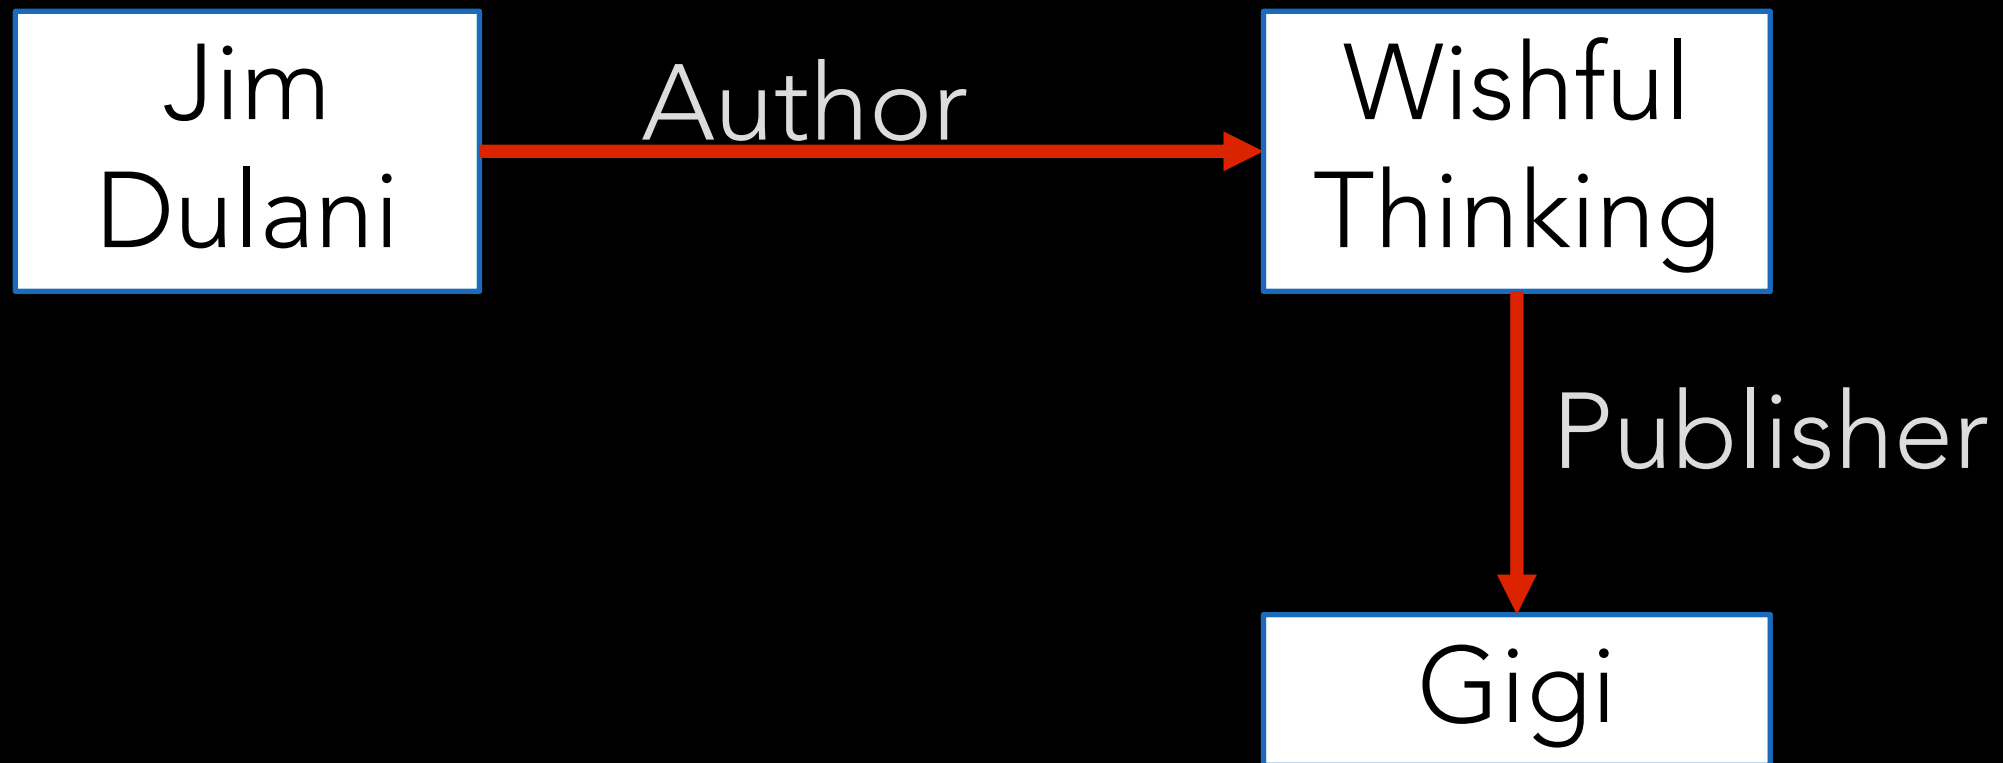 Jim
Dulani
Author
Wishful
Thinking
Publisher
Gigi